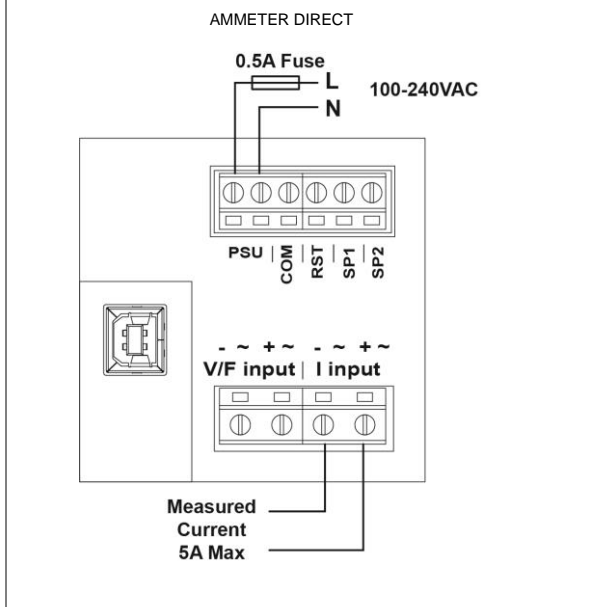 AMMETER DIRECT
0.5A Fuse
L
100-240VAC
N
PSU | COM | RST | SP1 | SP2
- ~ + ~ - ~ + ~
V/F input | I input
Measured
Current
5A Max